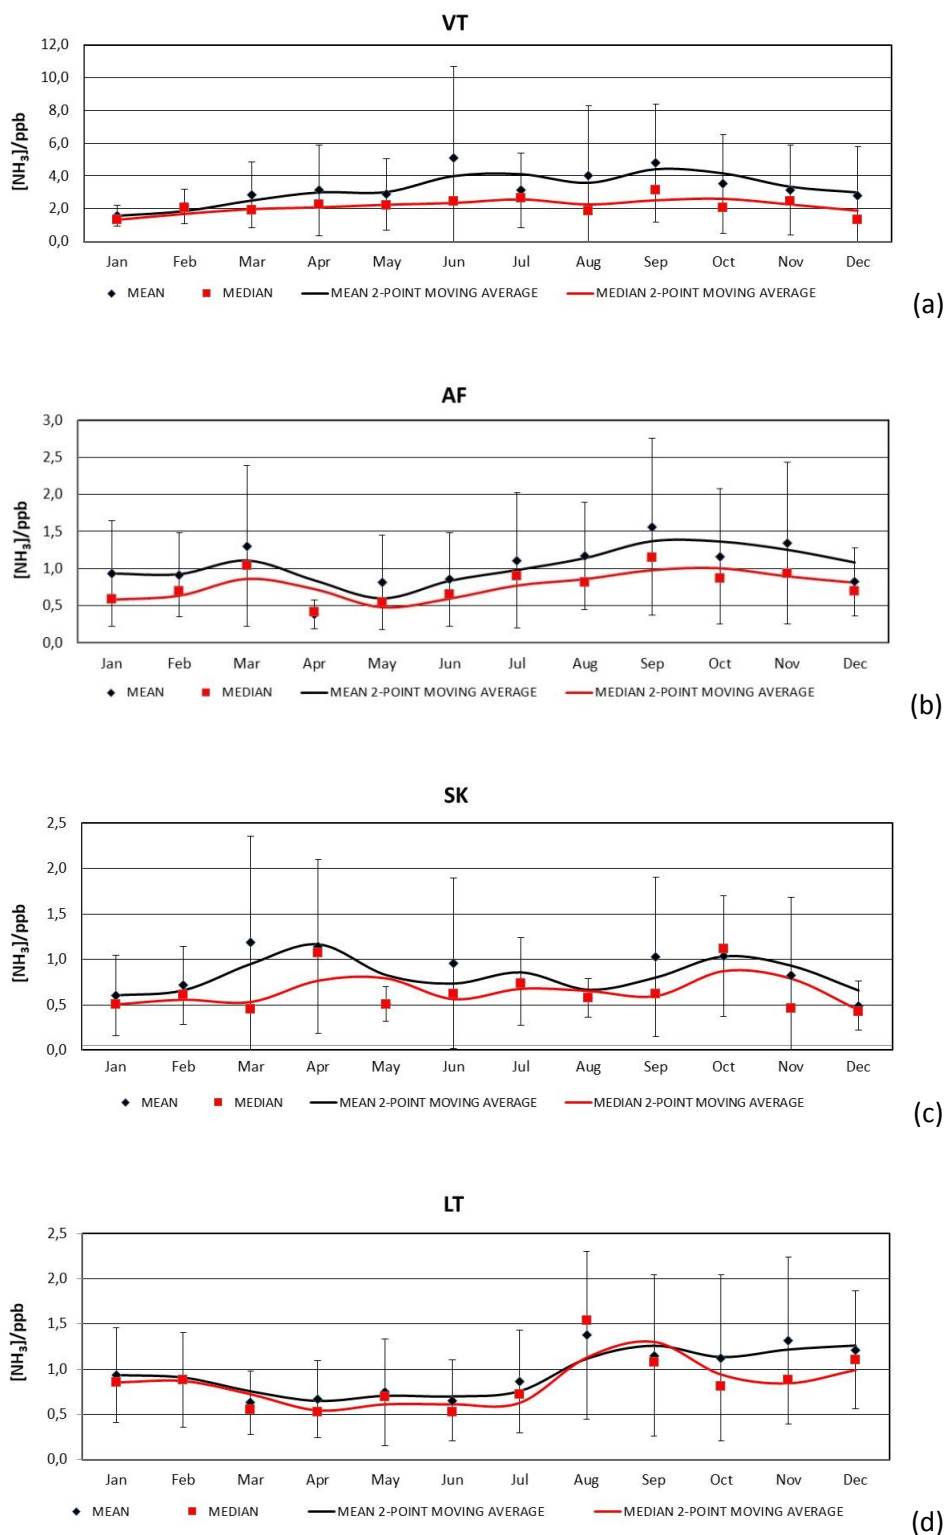 VT
12,0
10,0
8,0
6,0
4,0
2,0
0,0
[NH₃]/ppb
Jan Feb Mar Apr May Jun Jul Aug Sep Oct Nov Dec
MEAN MEDIAN MEAN 2-POINT MOVING AVERAGE MEDIAN 2-POINT MOVING AVERAGE
(a)
AF
3,0
2,5
2,0
1,5
1,0
0,5
0,0
[NH₃]/ppb
Jan Feb Mar Apr May Jun Jul Aug Sep Oct Nov Dec
MEAN MEDIAN MEAN 2-POINT MOVING AVERAGE MEDIAN 2-POINT MOVING AVERAGE
(b)
SK
2,5
2,0
1,5
1,0
0,5
0,0
[NH₃]/ppb
Jan Feb Mar Apr May Jun Jul Aug Sep Oct Nov Dec
MEAN MEDIAN MEAN 2-POINT MOVING AVERAGE MEDIAN 2-POINT MOVING AVERAGE
(c)
LT
2,5
2,0
1,5
1,0
0,5
0,0
[NH₃]/ppb
Jan Feb Mar Apr May Jun Jul Aug Sep Oct Nov Dec
MEAN MEDIAN MEAN 2-POINT MOVING AVERAGE MEDIAN 2-POINT MOVING AVERAGE
(d)